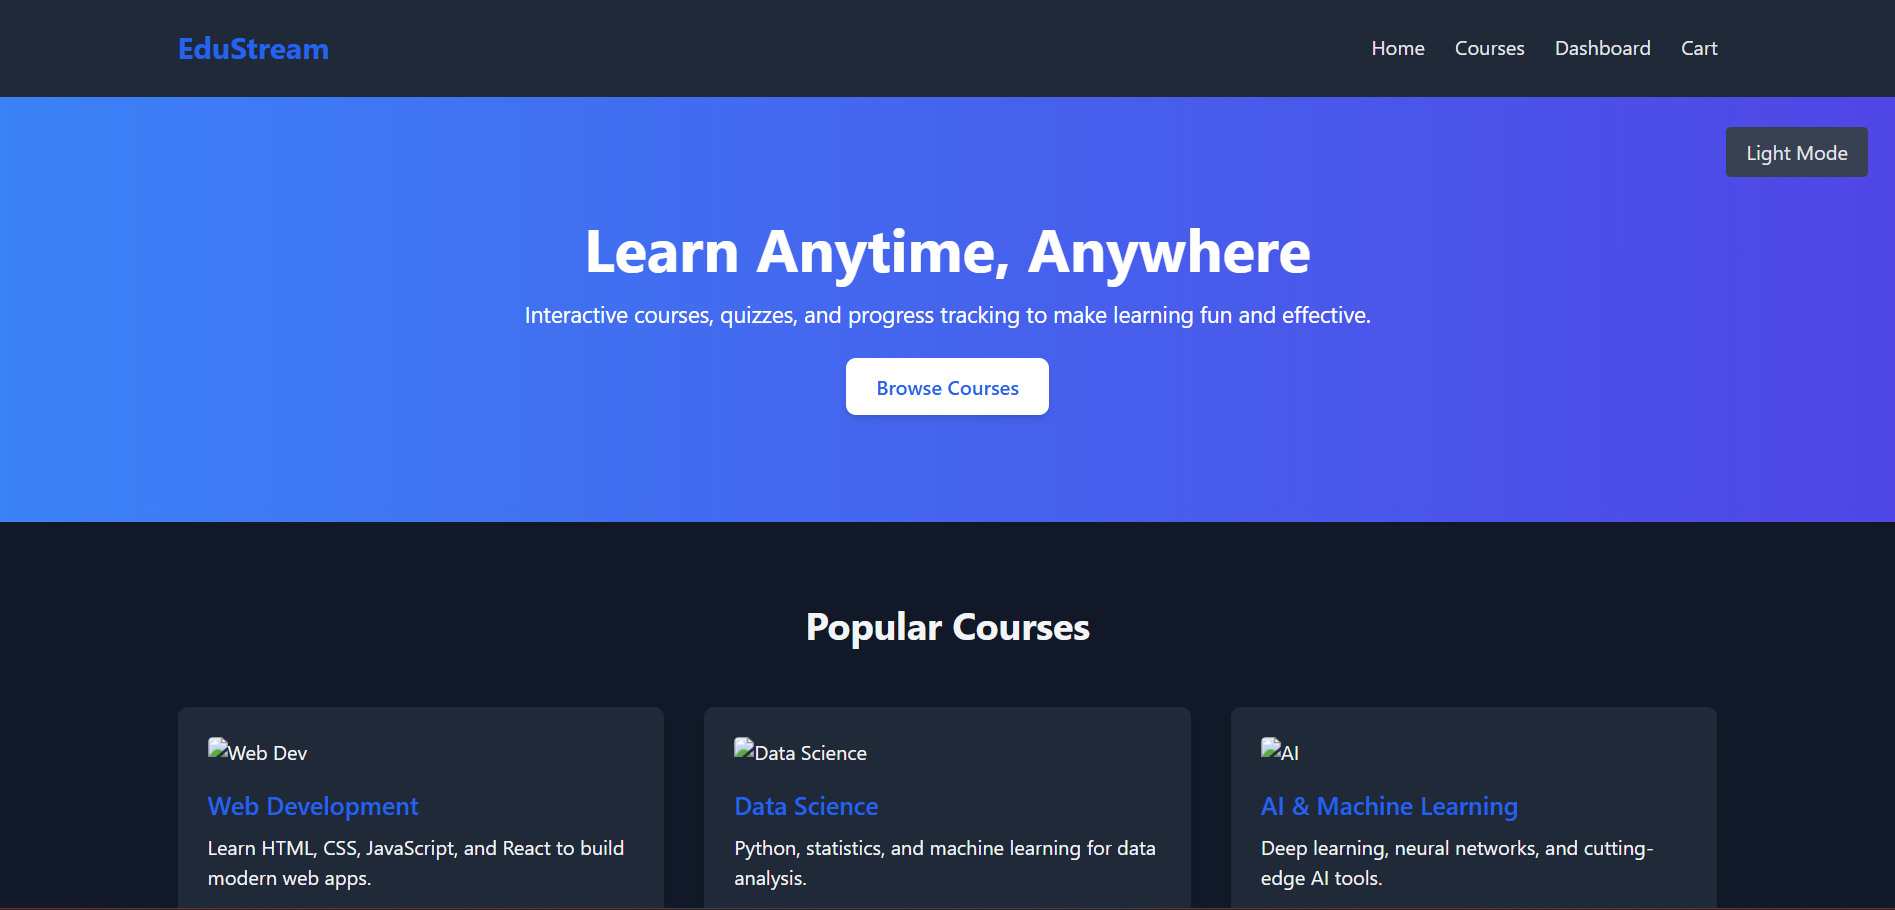 EduStream
Home Courses Dashboard Cart
Light Mode
Learn Anytime, Anywhere
Interactive courses, quizzes, and progress tracking to make learning fun and effective.
Browse Courses
Popular Courses
Web Dev
Web Development
Learn HTML, CSS, JavaScript, and React to build
modern web apps.
Data Science
Data Science
Python, statistics, and machine learning for data
analysis.
AI
AI & Machine Learning
Deep learning, neural networks, and cutting-
edge AI tools.